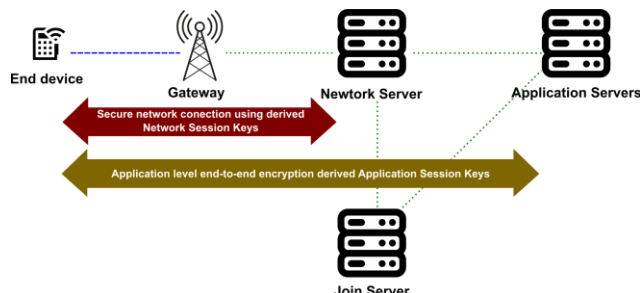 End device
Gateway
Newtork Server
Application Servers
Secure network conection using derived
Network Session Keys
Application level end-to-end encryption derived Application Session Keys
Join Server